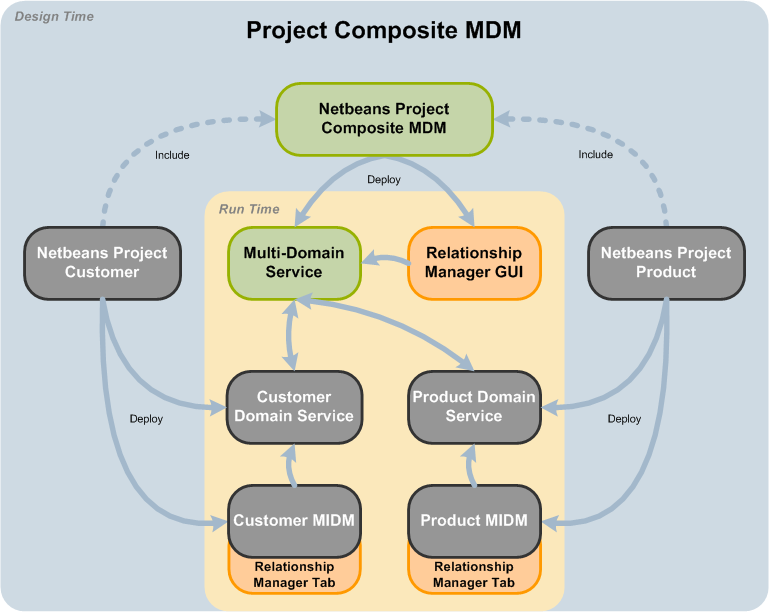 Design Time
Project Composite MDM
Netbeans Project
Composite MDM
Include
Include
Deploy
Run Time
Netbeans Project
Customer
Multi-Domain
Service
Relationship
Manager GUI
Netbeans Project
Product
Customer
Domain Service
Product Domain
Service
Deploy
Deploy
Customer MIDM
Product MIDM
Relationship
Manager Tab
Relationship
Manager Tab